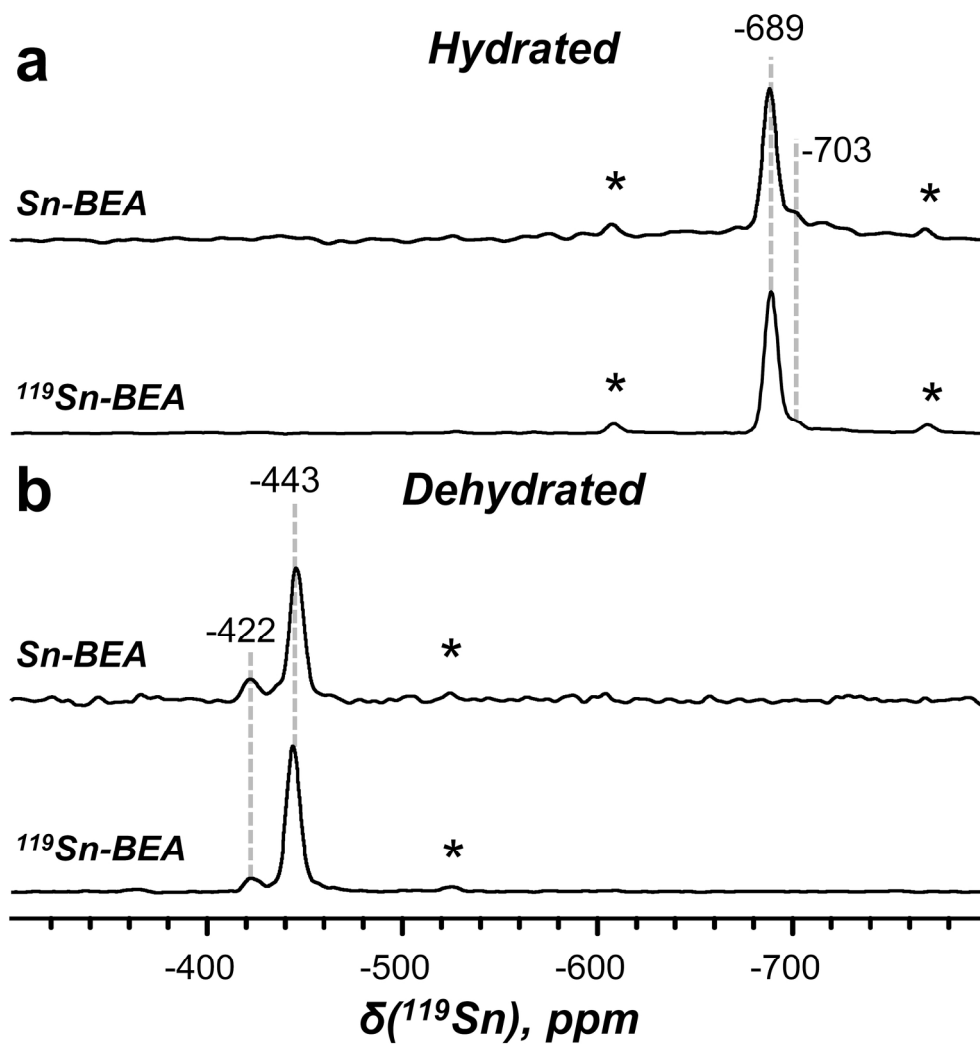 a
Hydrated
-689
-703
Sn-BEA
*
*
¹¹⁹Sn-BEA
*
*
b
Dehydrated
-443
-422
Sn-BEA
*
¹¹⁹Sn-BEA
*
-400 -500 -600 -700
δ(¹¹⁹Sn), ppm